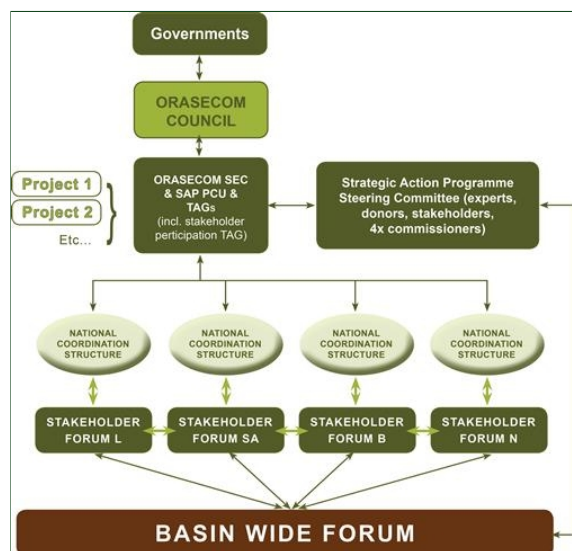 Governments
ORASECOM
COUNCIL
Project 1
Project 2
Etc...
ORASECOM SEC
& SAP PCU &
TAGs
(incl. stakeholder
perticipation TAG)
Strategic Action Programme
Steering Committee (experts,
donors, stakeholders,
4x commissioners)
NATIONAL
COORDINATION
STRUCTURE
NATIONAL
COORDINATION
STRUCTURE
NATIONAL
COORDINATION
STRUCTURE
NATIONAL
COORDINATION
STRUCTURE
STAKEHOLDER
FORUM L
STAKEHOLDER
FORUM SA
STAKEHOLDER
FORUM B
STAKEHOLDER
FORUM N
BASIN WIDE FORUM